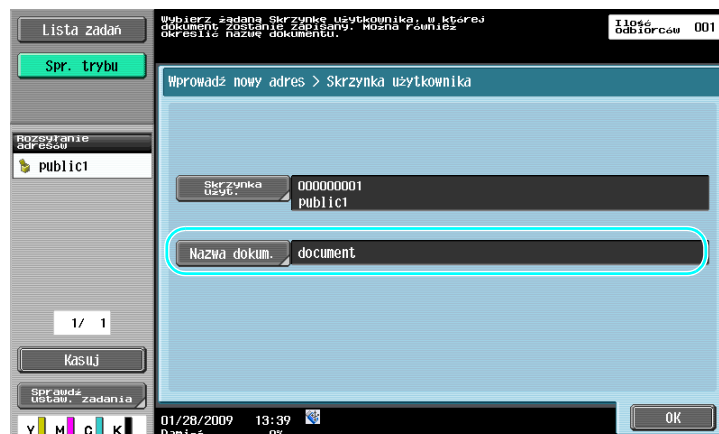 Lista zadań
Wybierz żądaną Skrzynkę użytkownika, w której
dokument zostanie zapisany. Można również
określić nazwę dokumentu.
Ilość
odbiorców 001
Spr. trybu
Wprowadź nowy adres > Skrzynka użytkownika
Rozsyłanie
adresów
public1
Skrzynka
użyt.
000000001
public1
Nazwa dokum.
document
1/ 1
Kasuj
Sprawdź
ustaw. zadania
Y M C K
01/28/2009 13:39
Pamięć 0%
OK